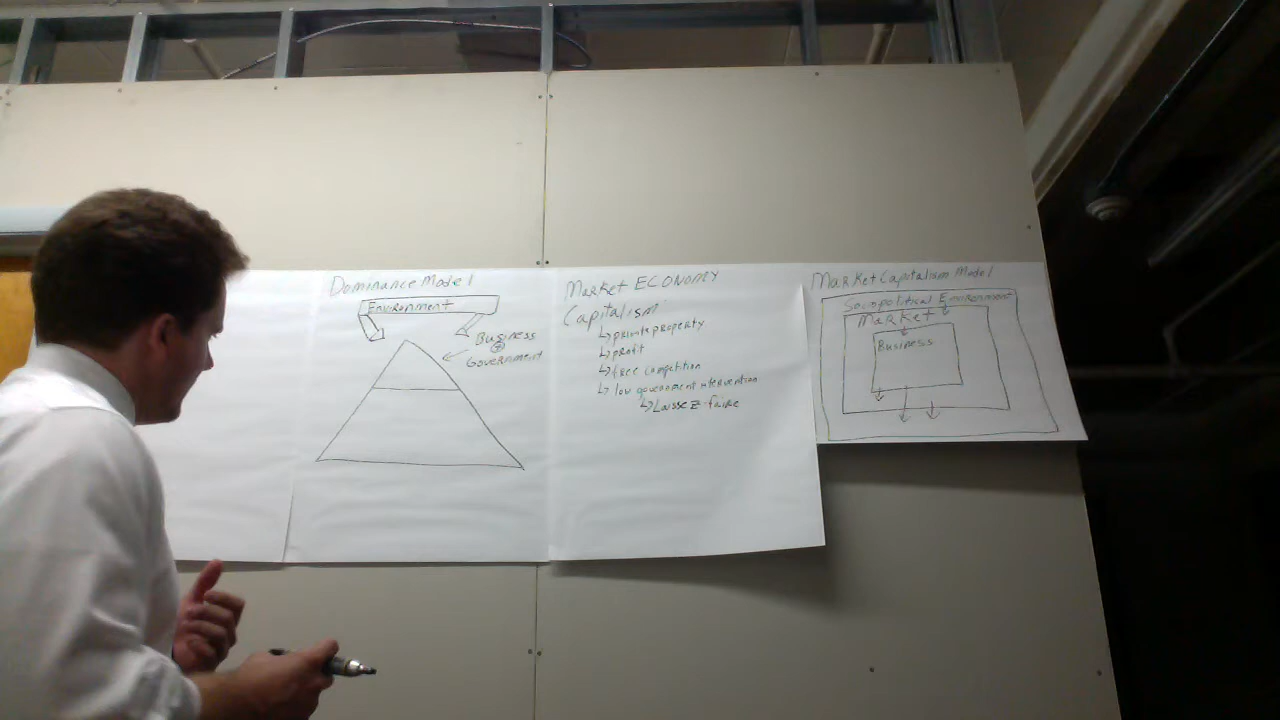 Dominance Model
Environment
Business
+
Government
Market ECONOMY
Capitalism
↳ private property
↳ profit
↳ free competition
↳ low government intervention
↳ Laissez-faire
Market Capitalism Model
Sociopolitical Environment
Market
Business